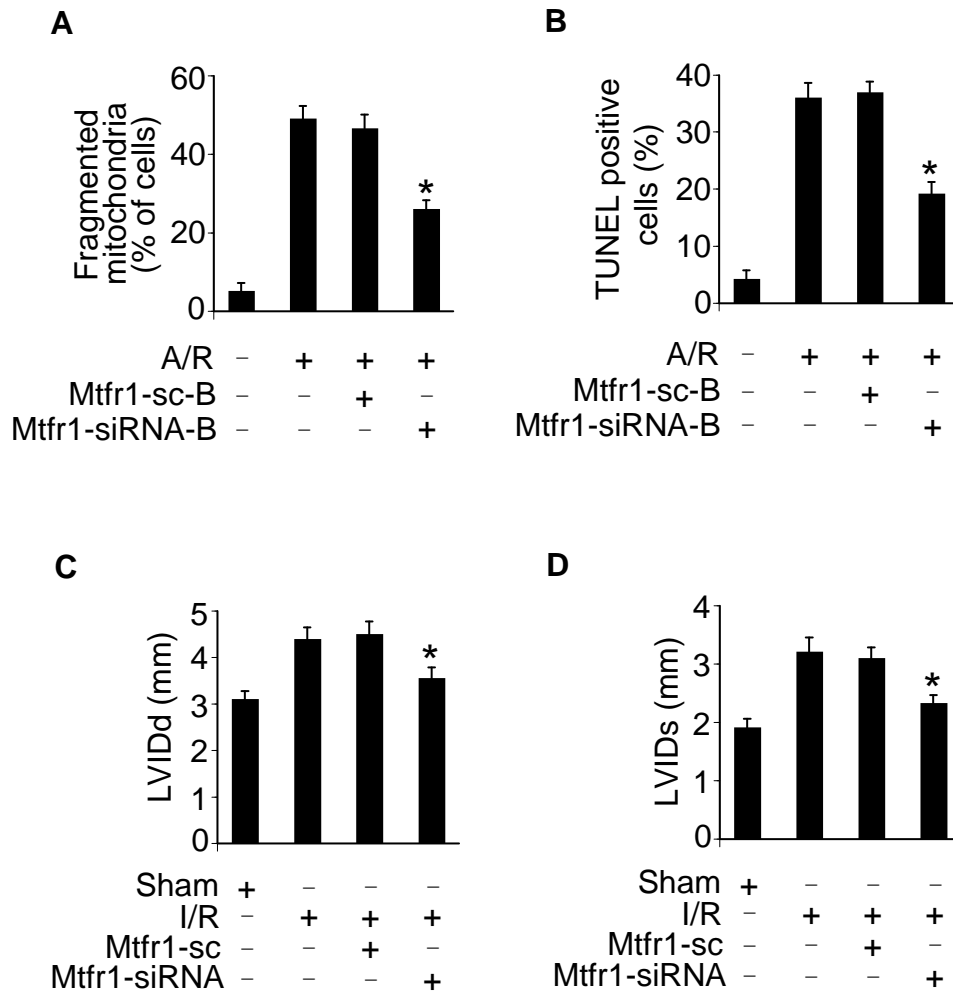 A
Fragmented
mitochondria
(% of cells)
60
40
20
0
*
A/R – + + +
Mtfr1-sc-B – – + –
Mtfr1-siRNA-B – – – +
B
TUNEL positive
cells (%)
40
30
20
10
0
*
A/R – + + +
Mtfr1-sc-B – – + –
Mtfr1-siRNA-B – – – +
C
LVIDd (mm)
5
4
3
2
1
0
*
Sham + – – –
I/R – + + +
Mtfr1-sc – – + –
Mtfr1-siRNA – – – +
D
LVIDs (mm)
4
3
2
1
0
*
Sham + – – –
I/R – + + +
Mtfr1-sc – – + –
Mtfr1-siRNA – – – +